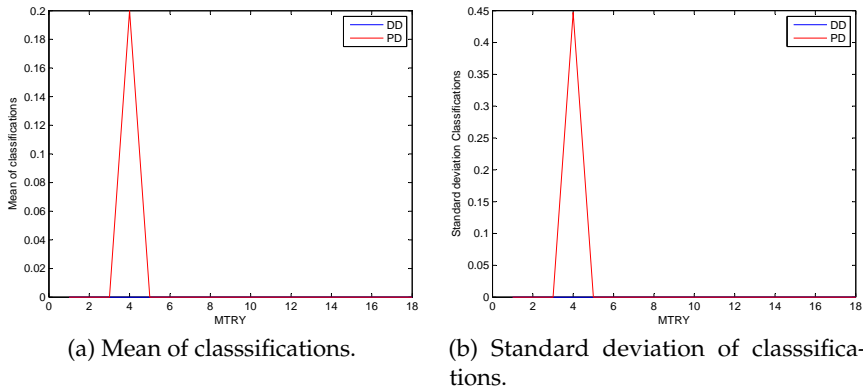 0.2
0.18
0.16
0.14
0.12
0.1
0.08
0.06
0.04
0.02
0
Mean of classifications
0 2 4 6 8 10 12 14 16 18
MTRY
DD
PD
(a) Mean of classsifications.
0.45
0.4
0.35
0.3
0.25
0.2
0.15
0.1
0.05
0
Standard deviation Classifications
0 2 4 6 8 10 12 14 16 18
MTRY
DD
PD
(b) Standard deviation of classsifica-
tions.